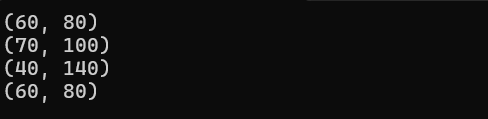 (60, 80)
(70, 100)
(40, 140)
(60, 80)